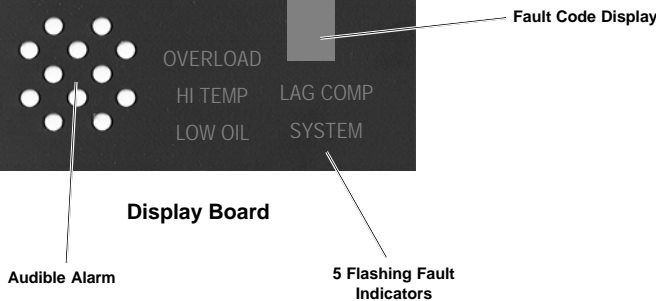 Fault Code Display
OVERLOAD
HI TEMP
LAG COMP
LOW OIL
SYSTEM
Display Board
Audible Alarm
5 Flashing Fault
Indicators